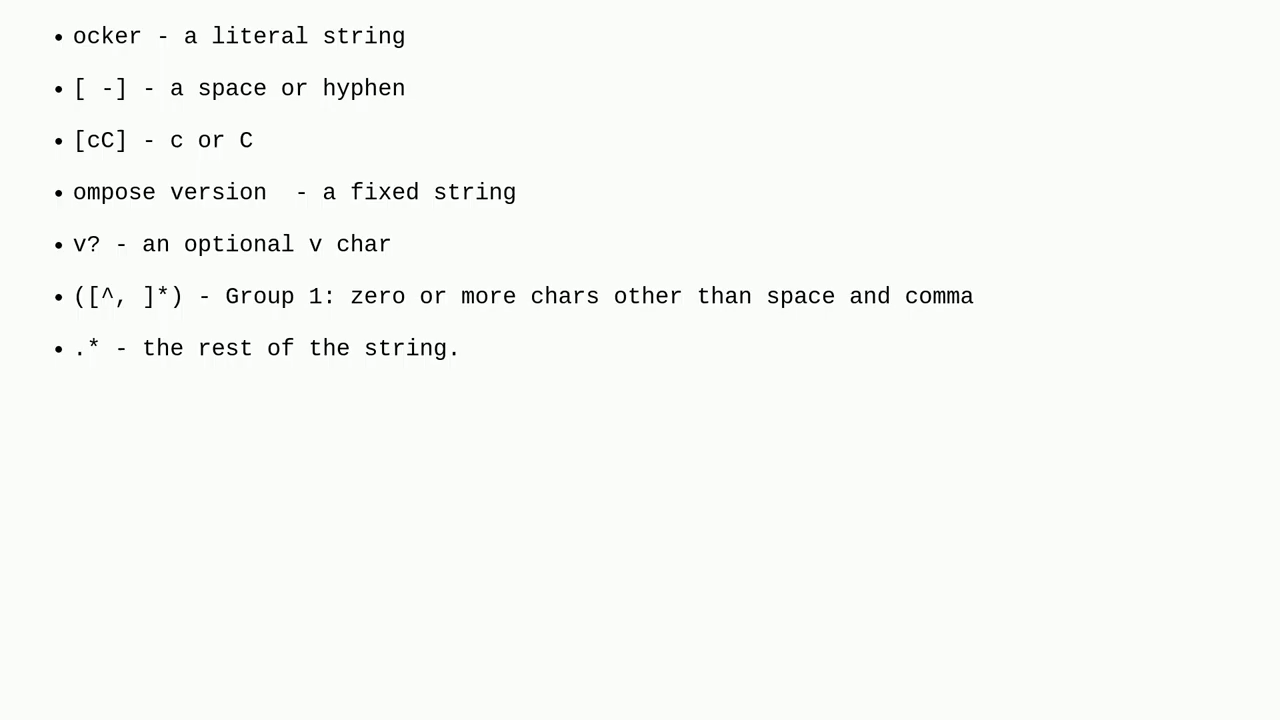 • ocker - a literal string
• [ -] - a space or hyphen
• [cC] - c or C
• ompose version  - a fixed string
• v? - an optional v char
• ([^, ]*) - Group 1: zero or more chars other than space and comma
• .* - the rest of the string.